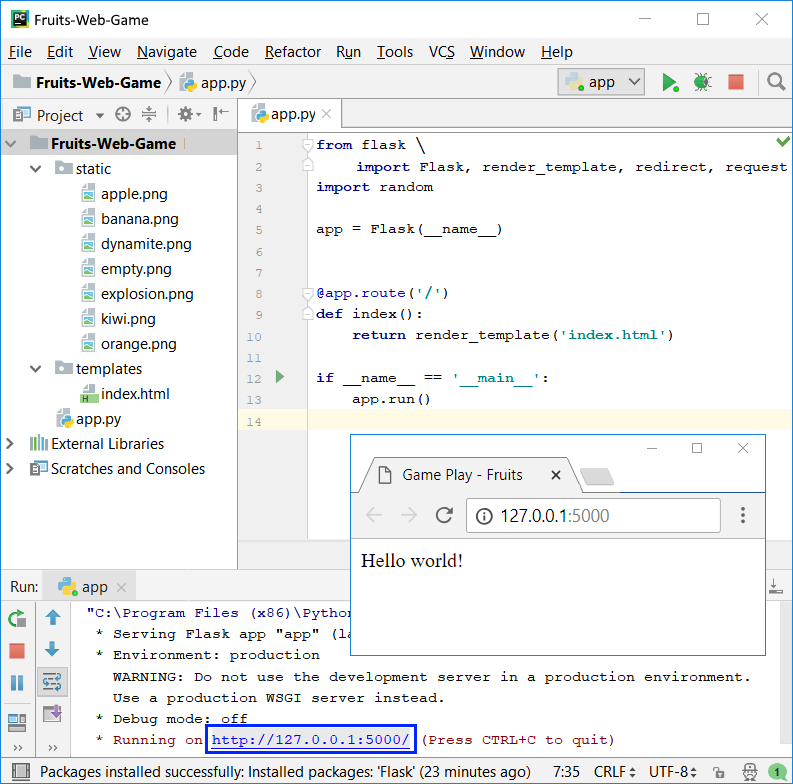 Fruits-Web-Game
File Edit View Navigate Code Refactor Run Tools VCS Window Help
Fruits-Web-Game app.py app
Project app.py
Fruits-Web-Game
static
apple.png
banana.png
dynamite.png
empty.png
explosion.png
kiwi.png
orange.png
templates
index.html
app.py
External Libraries
Scratches and Consoles
1 from flask \
2 import Flask, render_template, redirect, request
3 import random
4
5 app = Flask(__name__)
6
7
8 @app.route('/')
9 def index():
10 return render_template('index.html')
11
12 if __name__ == '__main__':
13 app.run()
14
Game Play - Fruits
127.0.0.1:5000
Hello world!
Run: app
"C:\Program Files (x86)\Python
* Serving Flask app "app" (la
* Environment: production
WARNING: Do not use the development server in a production environment.
Use a production WSGI server instead.
* Debug mode: off
* Running on http://127.0.0.1:5000/ (Press CTRL+C to quit)
Packages installed successfully: Installed packages: 'Flask' (23 minutes ago) 7:35 CRLF UTF-8 1